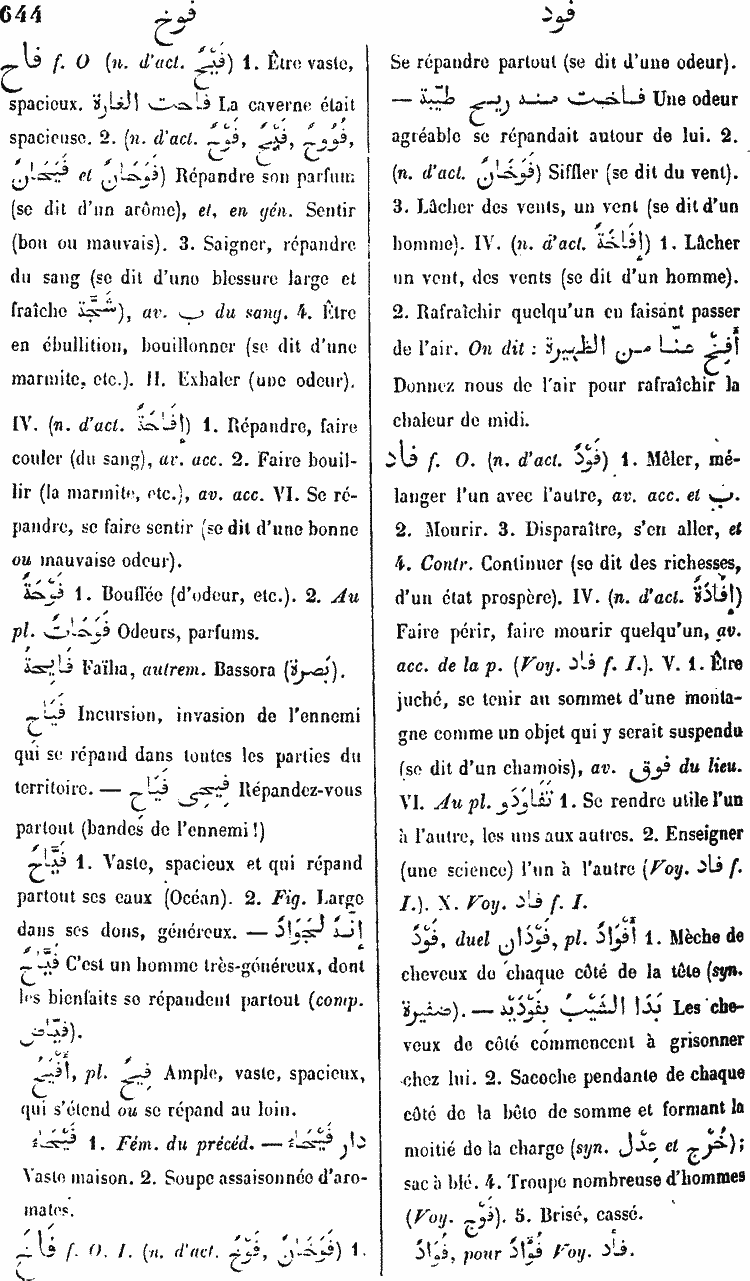 644
فوخ
فود
فاح f. O (n. d'act. فَيْحٌ) 1. Être vaste,
spacieux. فاحت الغارة La caverne était
spacieuse. 2. (n. d'act. فَوْحٌ, فَيْحٌ, فُوُوحٌ,
فَوَحَانٌ et فَيَحَانٌ) Répandre son parfum
(se dit d'un arôme), et, en gén. Sentir
(bon ou mauvais). 3. Saigner, répandre
du sang (se dit d'une blessure large et
fraîche شَجَّة), av. ب du sang. 4. Être
en ébullition, bouillonner (se dit d'une
marmite, etc.). II. Exhaler (une odeur).
IV. (n. d'act. إِفَاحَةٌ) 1. Répandre, faire
couler (du sang), av. acc. 2. Faire bouil-
lir (la marmite, etc.), av. acc. VI. Se ré-
pandre, se faire sentir (se dit d'une bonne
ou mauvaise odeur).
فَوْحَةٌ 1. Bouffée (d'odeur, etc.). 2. Au
pl. فَوْحَاتٌ Odeurs, parfums.
فَايِحَةٌ Faïha, autrem. Bassora (بَصْرة).
فَيَاحِ Incursion, invasion de l'ennemi
qui se répand dans toutes les parties du
territoire. — فيحى فَيَاحِ Répandez-vous
partout (bandes de l'ennemi!)
فَيَّاحٌ 1. Vaste, spacieux et qui répand
partout ses eaux (Océan). 2. Fig. Large
dans ses dons, généreux. — إِنَّهُ لَجَوَادٌ
فَيَّاحٌ C'est un homme très-généreux, dont
les bienfaits se répandent partout (comp.
فيَّاض).
أَفْيَحُ, pl. فِيحٌ Ample, vaste, spacieux,
qui s'étend ou se répand au loin.
فَيْحَاءُ 1. Fém. du précéd. — دار فَيْحَاءُ
Vaste maison. 2. Soupe assaisonnée d'aro-
mates.
فَاخَ f. O. I. (n. d'act. فَوْخٌ, فَوَخَانٌ) 1.
Se répandre partout (se dit d'une odeur).
— فاخت منه ريح طيّبة Une odeur
agréable se répandait autour de lui. 2.
(n. d'act. فَوَخَانٌ) Siffler (se dit du vent).
3. Lâcher des vents, un vent (se dit d'un
homme). IV. (n. d'act. إِفَاخَةٌ) 1. Lâcher
un vent, des vents (se dit d'un homme).
2. Rafraîchir quelqu'un en faisant passer
de l'air. On dit : أَفِخْ عنّا من الظهيرة
Donnez nous de l'air pour rafraîchir la
chaleur de midi.
فاد f. O. (n. d'act. فَوْدٌ) 1. Mêler, mé-
langer l'un avec l'autre, av. acc. et ب.
2. Mourir. 3. Disparaître, s'en aller, et
4. Contr. Continuer (se dit des richesses,
d'un état prospère). IV. (n. d'act. إِفَادَةٌ)
Faire périr, faire mourir quelqu'un, av.
acc. de la p. (Voy. فاد f. I.). V. 1. Être
juché, se tenir au sommet d'une monta-
gne comme un objet qui y serait suspendu
(se dit d'un chamois), av. فوق du lieu.
VI. Au pl. تَفَاوَدُو 1. Se rendre utile l'un
à l'autre, les uns aux autres. 2. Enseigner
(une science) l'un à l'autre (Voy. فاد f.
I.). X. Voy. فاد f. I.
فَوْدٌ, duel فَوْدَانِ, pl. أَفْوَادٌ 1. Mèche de
cheveux de chaque côté de la tête (syn.
ضفيرة). — بَدَا الشَّيْبُ بِفَوْدَيْهِ Les che-
veux de côté commencent à grisonner
chez lui. 2. Sacoche pendante de chaque
côté de la bête de somme et formant la
moitié de la charge (syn. عِدْل et خُرْج);
sac à blé. 4. Troupe nombreuse d'hommes
(Voy. فَوْج). 5. Brisé, cassé.
فَوَادٌ, pour فُؤَادٌ Voy. فأد.